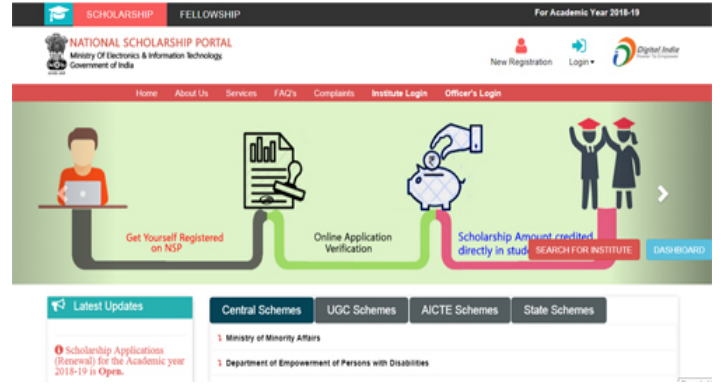 SCHOLARSHIP FELLOWSHIP For Academic Year 2018-19
NATIONAL SCHOLARSHIP PORTAL
Ministry Of Electronics & Information Technology,
Government of India
New Registration Login
Digital India
Power To Empower
Home About Us Services FAQ's Complaints Institute Login Officer's Login
Get Yourself Registered
on NSP
Online Application
Verification
Scholarship Amount credited
directly in stud
SEARCH FOR INSTITUTE DASHBOARD
Latest Updates
Central Schemes UGC Schemes AICTE Schemes State Schemes
Scholarship Applications
(Renewal) for the Academic year
2018-19 is Open.
Ministry of Minority Affairs
Department of Empowerment of Persons with Disabilities